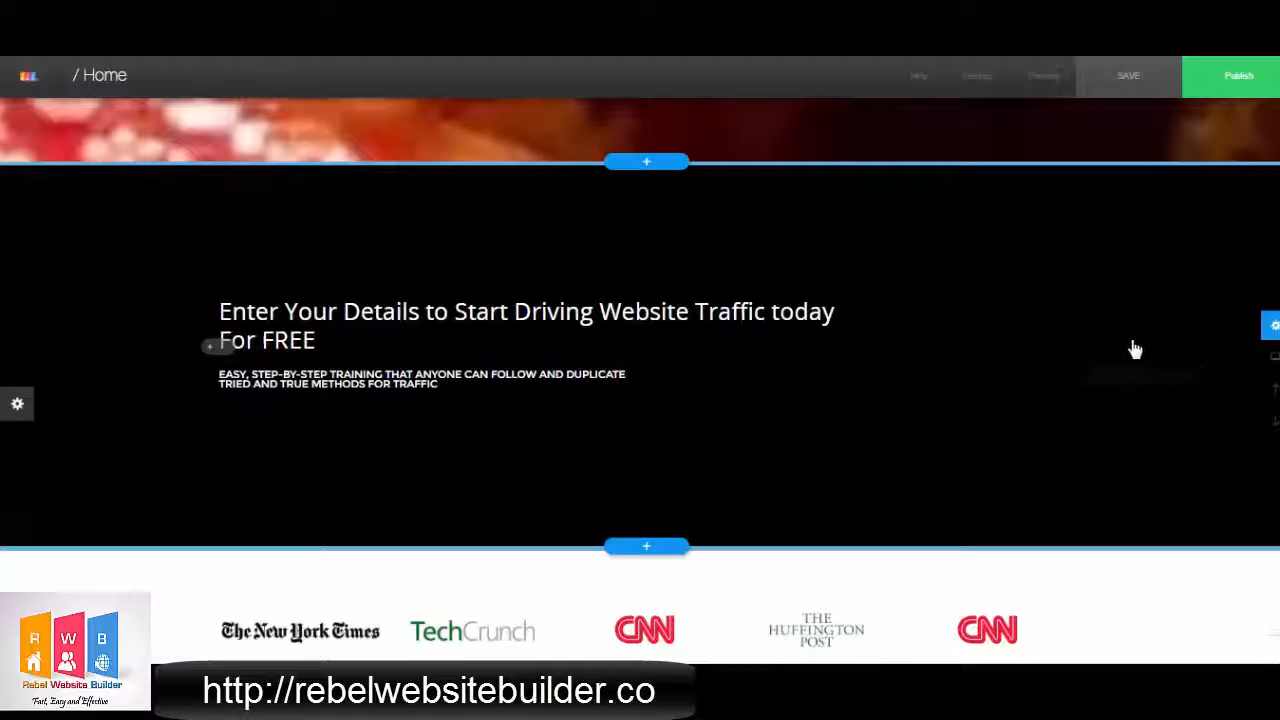 / Home
SAVE
Publish
+
Enter Your Details to Start Driving Website Traffic today
For FREE
EASY, STEP-BY-STEP TRAINING THAT ANYONE CAN FOLLOW AND DUPLICATE
TRIED AND TRUE METHODS FOR TRAFFIC
+
The New York Times
TechCrunch
CNN
THE
HUFFINGTON
POST
CNN
R W B
Rebel Website Builder
Fast, Easy and Effective
http://rebelwebsitebuilder.co